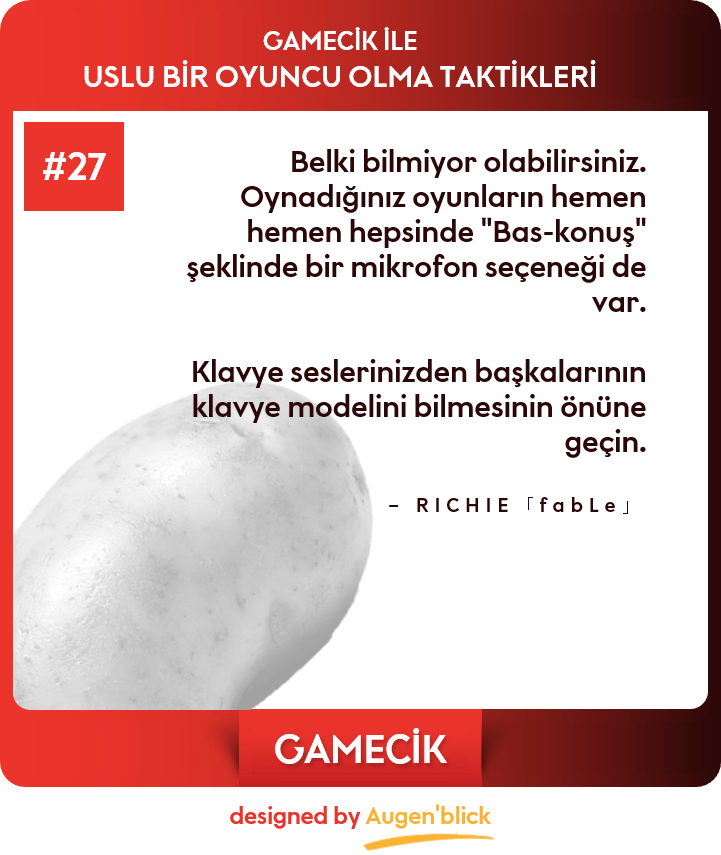 GAMECİK İLE
USLU BİR OYUNCU OLMA TAKTİKLERİ
#27
Belki bilmiyor olabilirsiniz.
Oynadığınız oyunların hemen
hemen hepsinde "Bas-konuş"
şeklinde bir mikrofon seçeneği de
var.
Klavye seslerinizden başkalarının
klavye modelini bilmesinin önüne
geçin.
– RICHIE「fabLe」
GAMECİK
designed by Augen'blick